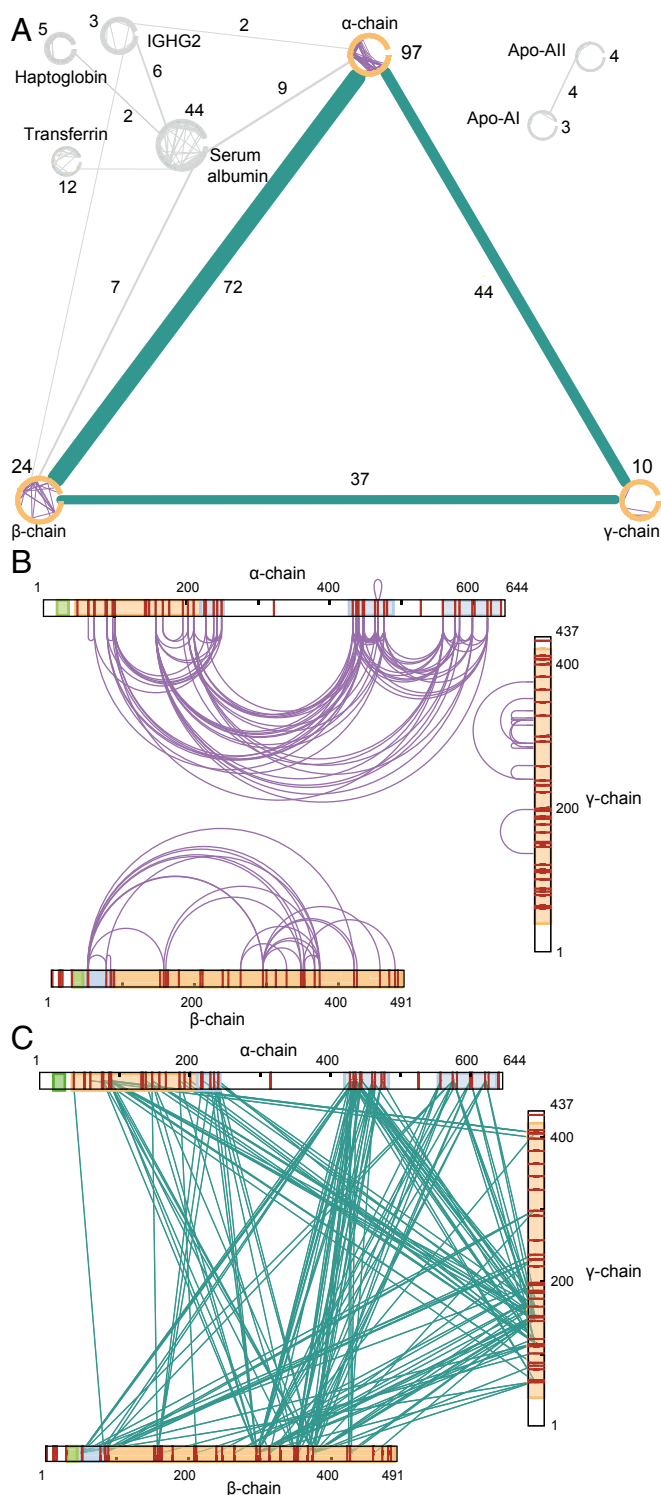 A
α-chain
5
3
2
97
IGHG2
Apo-AII
4
Haptoglobin
6
9
4
2
44
Apo-AI
3
Transferrin
Serum
albumin
12
7
72
44
24
37
10
β-chain
γ-chain
B
α-chain
1
200
400
600
644
437
400
γ-chain
200
1
1
200
400
491
β-chain
C
α-chain
1
200
400
600
644
437
400
γ-chain
200
1
1
200
400
491
β-chain